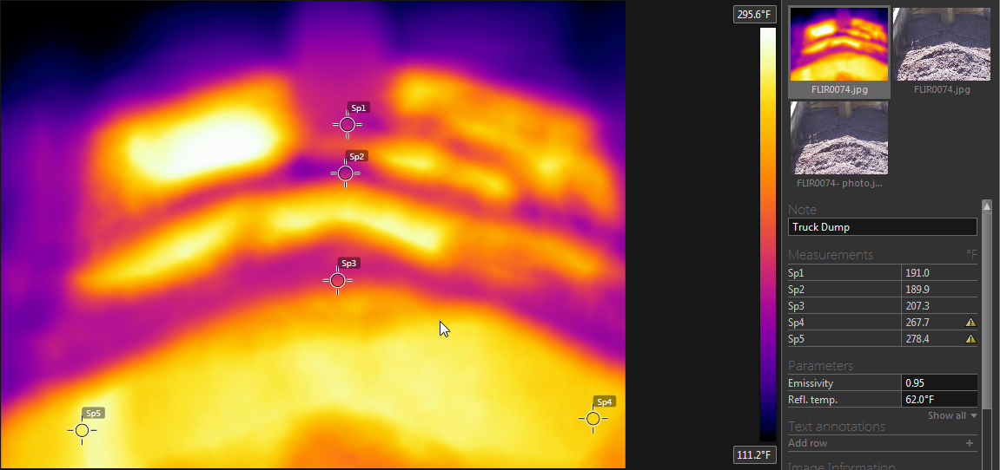 295.6°F
Sp1
Sp2
Sp3
Sp5
Sp4
111.2°F
FLIR0074.jpg
FLIR0074.jpg
FLIR0074- photo.j...
Note
Truck Dump
Measurements °F
Sp1 191.0
Sp2 189.9
Sp3 207.3
Sp4 267.7
Sp5 278.4
Parameters
Emissivity 0.95
Refl. temp. 62.0°F
Show all
Text annotations
Add row +
Image Information